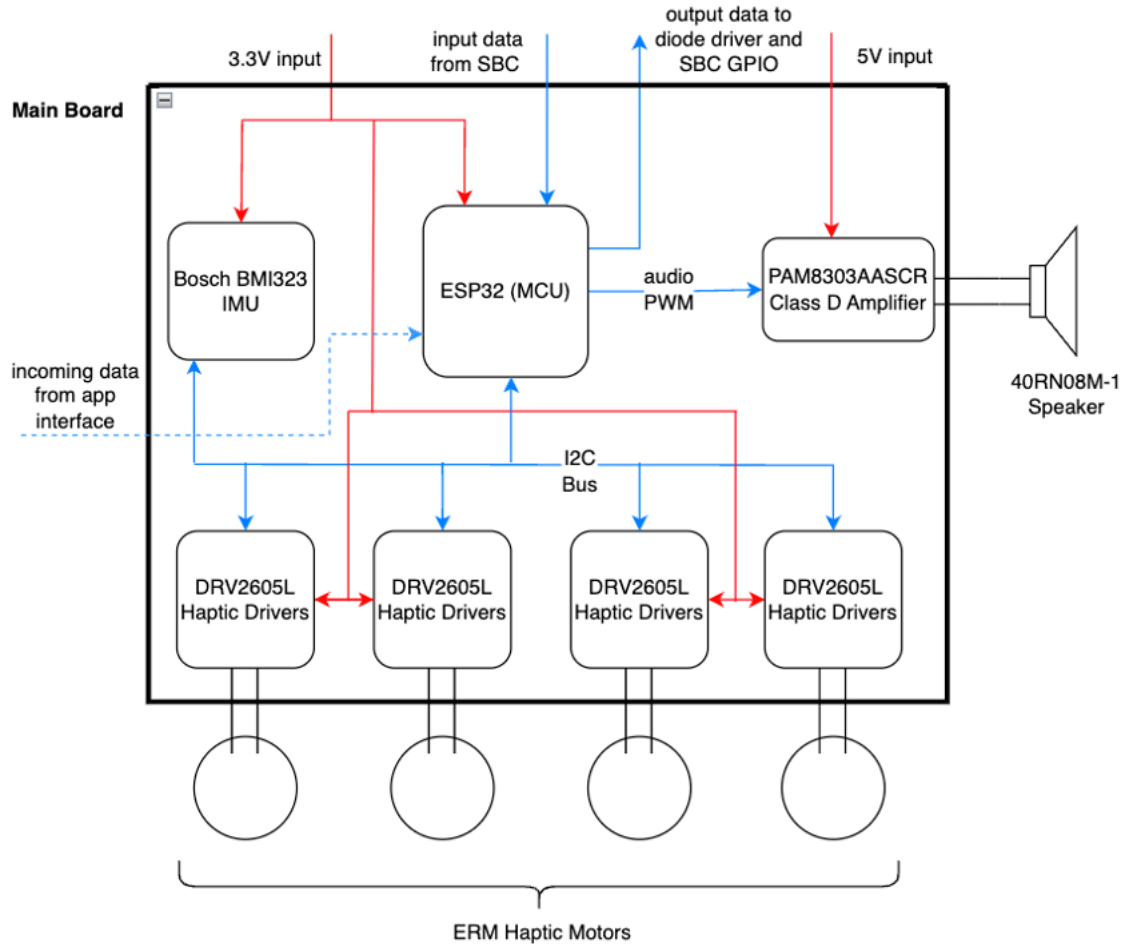 3.3V input
input data
from SBC
output data to
diode driver and
SBC GPIO
5V input
Main Board
Bosch BMI323
IMU
ESP32 (MCU)
audio
PWM
PAM8303AASCR
Class D Amplifier
40RN08M-1
Speaker
incoming data
from app
interface
I2C
Bus
DRV2605L
Haptic Drivers
DRV2605L
Haptic Drivers
DRV2605L
Haptic Drivers
DRV2605L
Haptic Drivers
ERM Haptic Motors